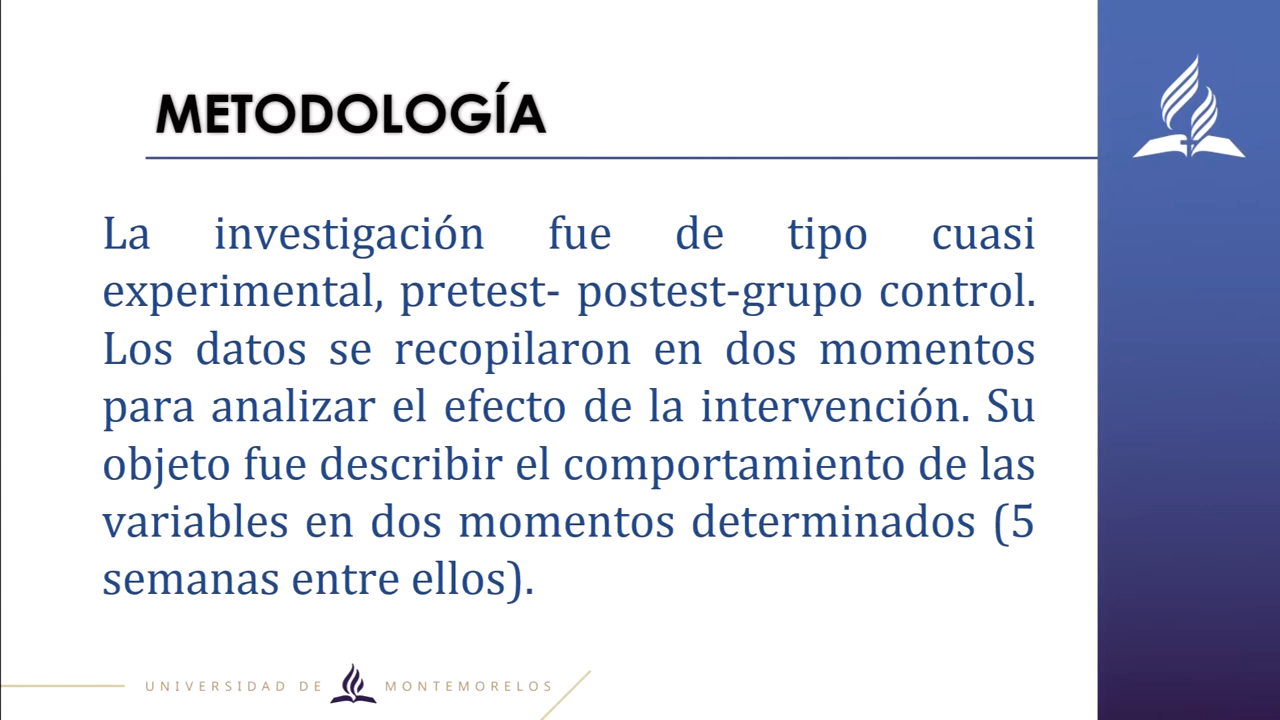 METODOLOGÍA
La investigación fue de tipo cuasi
experimental, pretest- postest-grupo control.
Los datos se recopilaron en dos momentos
para analizar el efecto de la intervención. Su
objeto fue describir el comportamiento de las
variables en dos momentos determinados (5
semanas entre ellos).
UNIVERSIDAD DE MONTEMORELOS